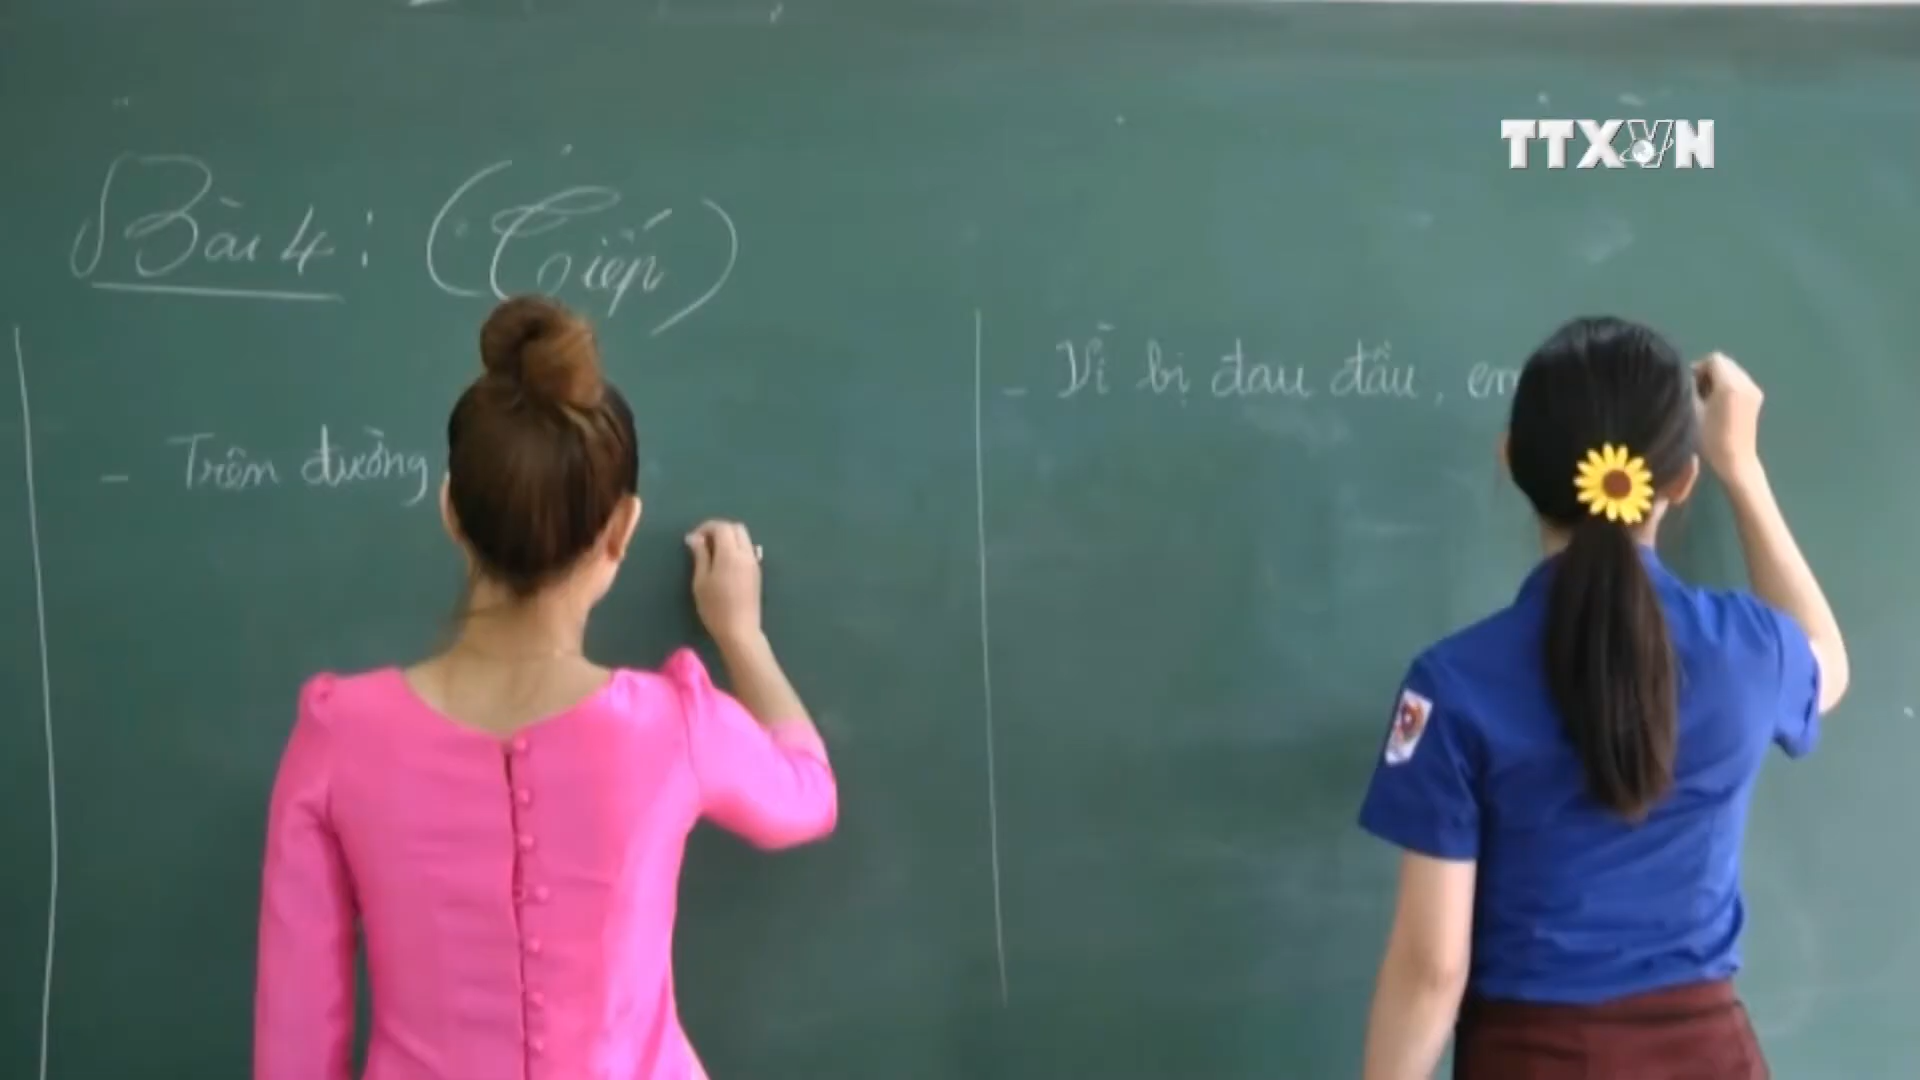 TTXVN
Bài 4: (Tiếp)
- Trên đường
- Vì bị đau đầu, em